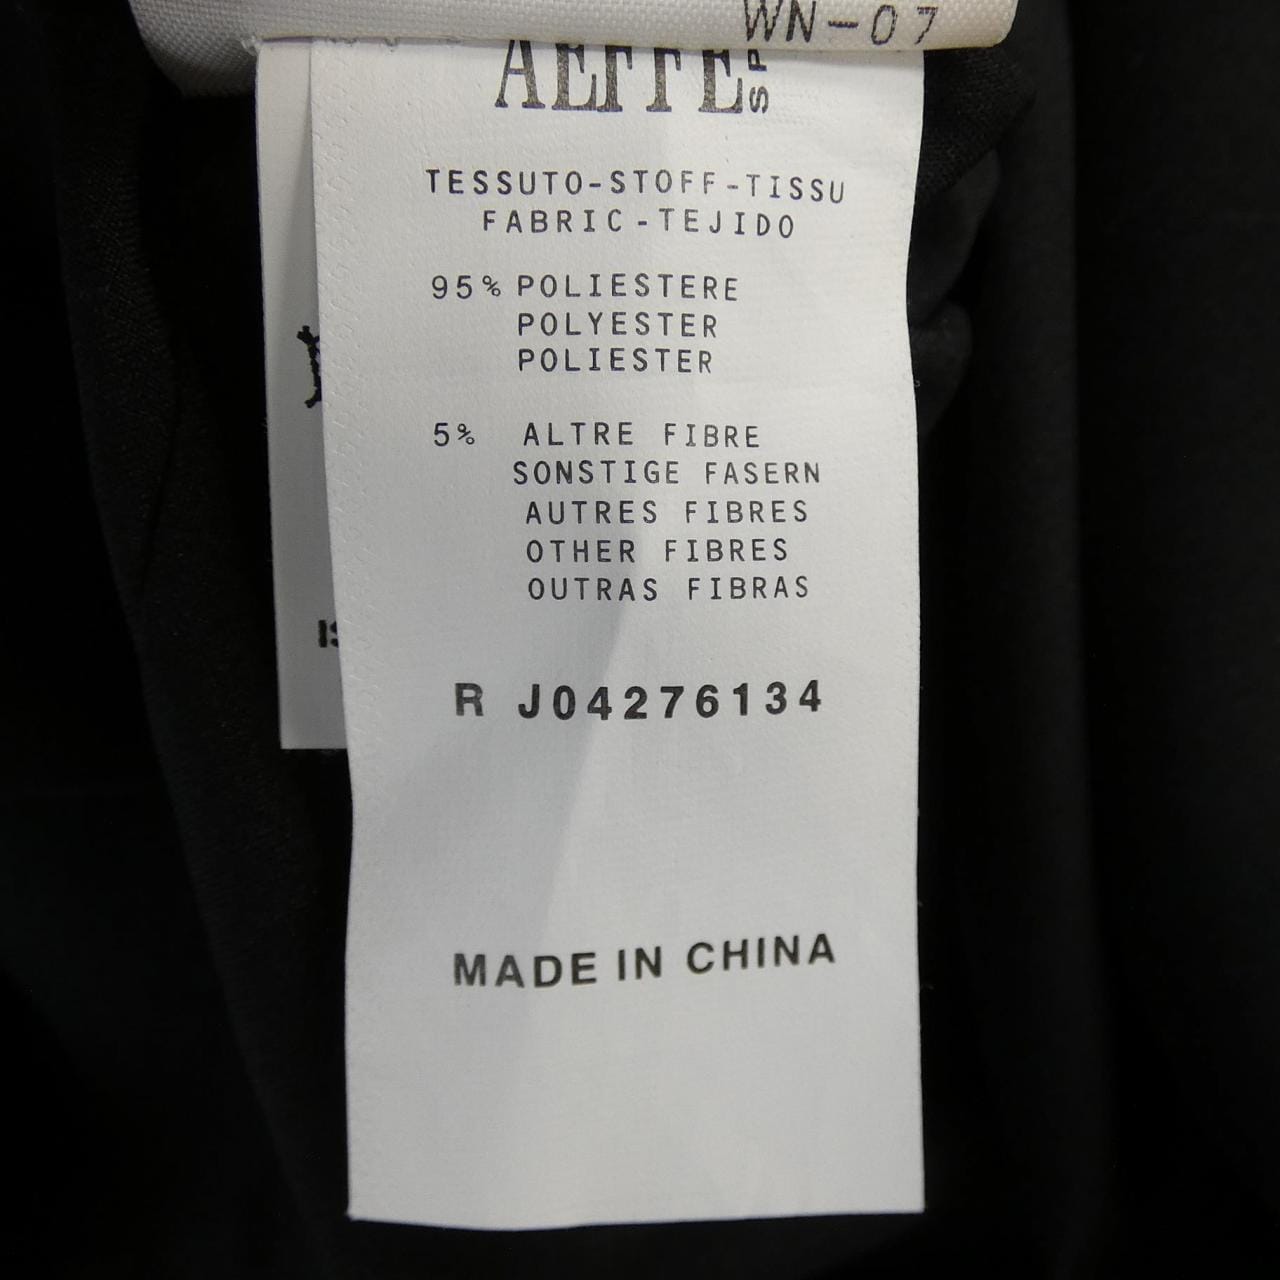 WN-07
AEFFE SP
TESSUTO-STOFF-TISSU
FABRIC-TEJIDO
95% POLIESTERE
POLYESTER
POLIESTER
5% ALTRE FIBRE
SONSTIGE FASERN
AUTRES FIBRES
OTHER FIBRES
OUTRAS FIBRAS
R J04276134
MADE IN CHINA